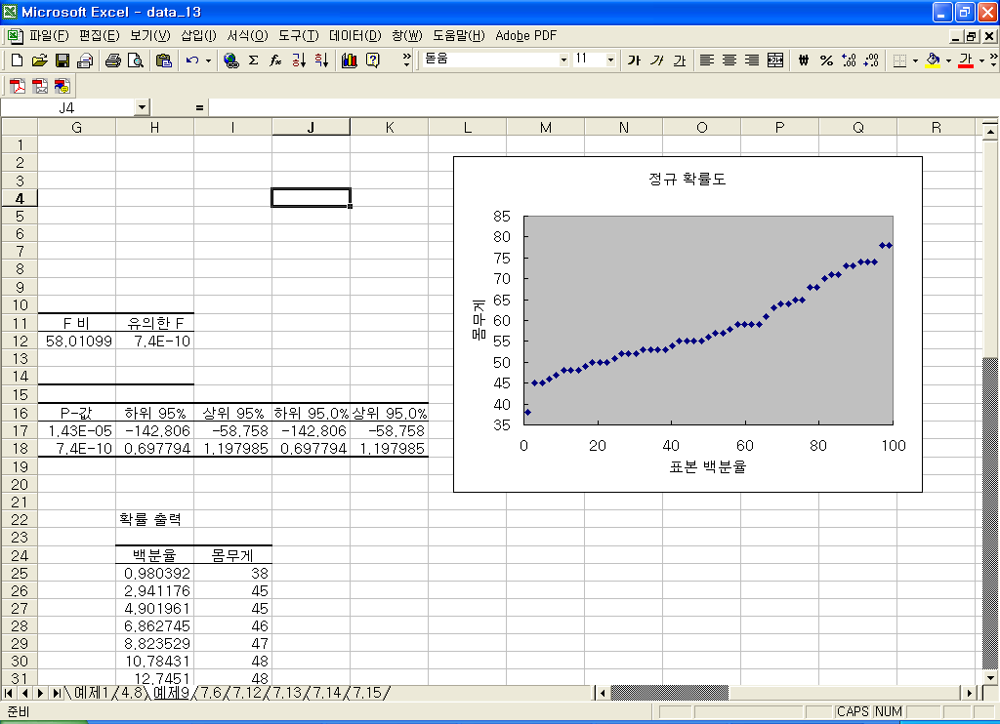 Microsoft Excel - data_13
파일(F) 편집(E) 보기(V) 삽입(I) 서식(O) 도구(T) 데이터(D) 창(W) 도움말(H) Adobe PDF
돋움 11 가 가 가
J4 =
G H I J K L M N O P Q R
1
2
3
4
5
6
7
8
9
10
11 F 비 유의한 F
12 58.01099 7.4E-10
13
14
15
16 P-값 하위 95% 상위 95% 하위 95.0% 상위 95.0%
17 1.43E-05 -142.806 -58.758 -142.806 -58.758
18 7.4E-10 0.697794 1.197985 0.697794 1.197985
19
20
21
22 확률 출력
23
24 백분율 몸무게
25 0.980392 38
26 2.941176 45
27 4.901961 45
28 6.862745 46
29 8.823529 47
30 10.78431 48
31 12.7451 48
정규 확률도
85
80
75
70
65
60
55
50
45
40
35
몸무게
0 20 40 60 80 100
표본 백분율
예제1 4.8 예제9 7.6 7.12 7.13 7.14 7.15
준비 CAPS NUM